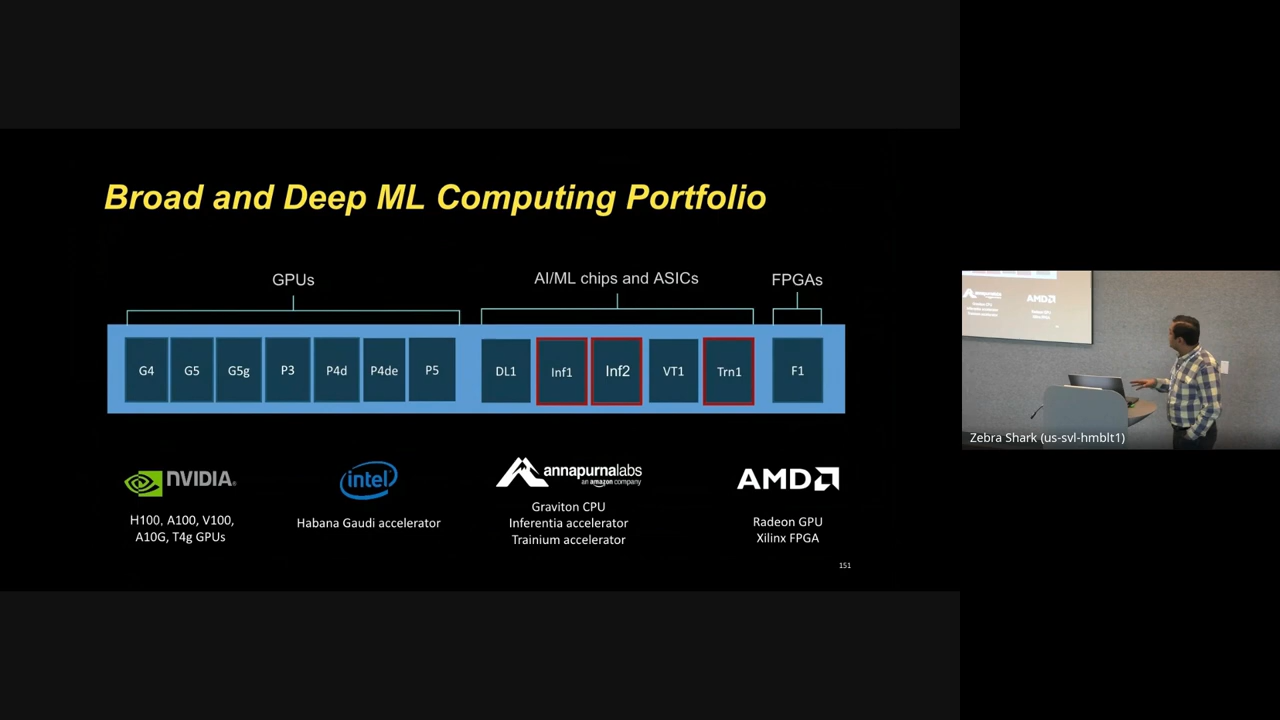 Broad and Deep ML Computing Portfolio
GPUs
AI/ML chips and ASICs
FPGAs
G4
G5
G5g
P3
P4d
P4de
P5
DL1
Inf1
Inf2
VT1
Trn1
F1
NVIDIA
H100, A100, V100,
A10G, T4g GPUs
intel
Habana Gaudi accelerator
annapurnalabs
an amazon company
Graviton CPU
Inferentia accelerator
Trainium accelerator
AMD
Radeon GPU
Xilinx FPGA
151
AMD
Zebra Shark (us-svl-hmblt1)